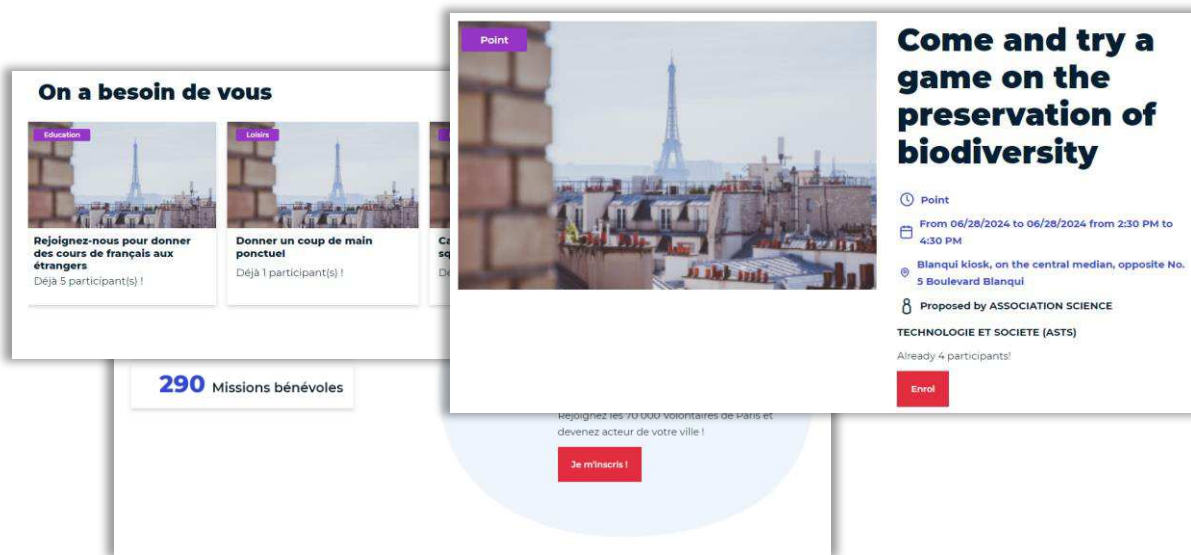 On a besoin de vous
Education
Rejoignez-nous pour donner
des cours de français aux
étrangers
Déjà 5 participant(s) !
Loisirs
Donner un coup de main
ponctuel
Déjà 1 participant(s) !
290 Missions bénévoles
Rejoignez les 70 000 Volontaires de Paris et
devenez acteur de votre ville !
Je m'inscris !
Point
Come and try a
game on the
preservation of
biodiversity
Point
From 06/28/2024 to 06/28/2024 from 2:30 PM to
4:30 PM
Blanqui kiosk, on the central median, opposite No.
5 Boulevard Blanqui
Proposed by ASSOCIATION SCIENCE
TECHNOLOGIE ET SOCIETE (ASTS)
Already 4 participants!
Enrol